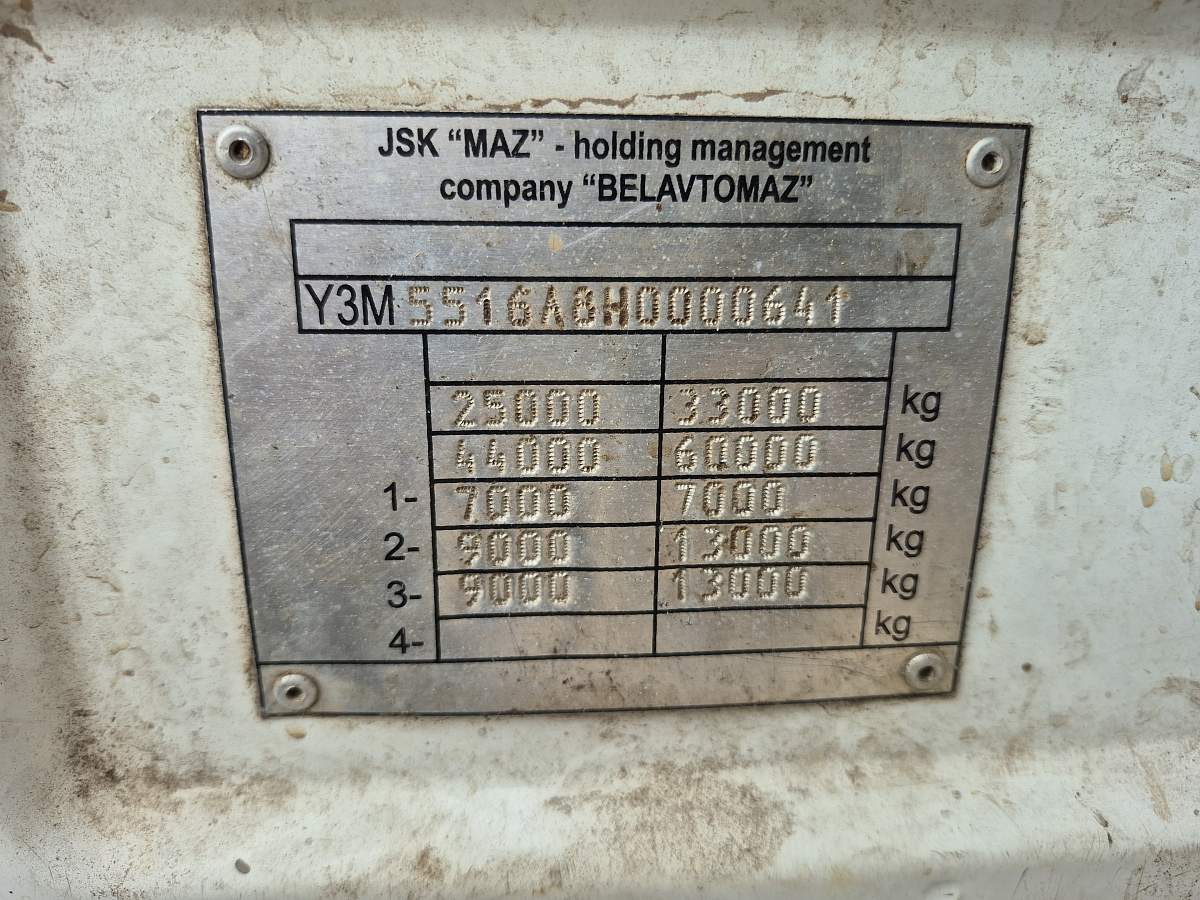 JSK “MAZ” - holding management
company “BELAVTOMAZ”
Y3M 5516A8H0000641
25000 33000 kg
44000 60000 kg
1- 7000 7000 kg
2- 9000 13000 kg
3- 9000 13000 kg
4- kg